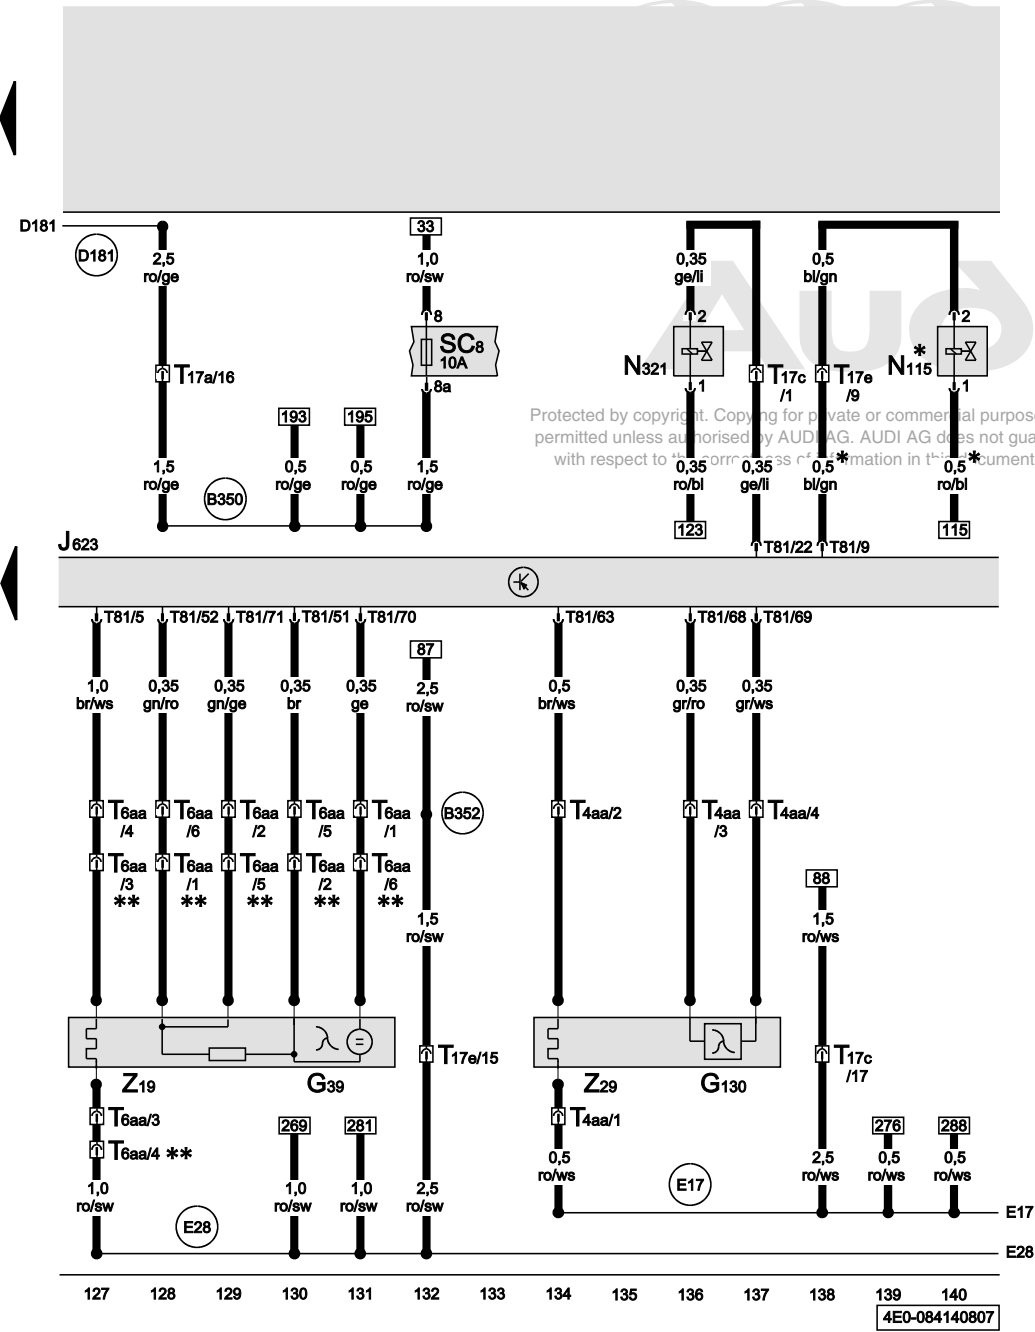 D181
D181
2,5
ro/ge
33
1,0
ro/sw
0,35
ge/li
0,5
bl/gn
Audi
8
SC8
10A
8a
2
N321
1
2
N115 *
1
T17a/16
T17c
/1
T17e
/9
193
195
Protected by copyright. Copying for private or commercial purpose
permitted unless authorised by AUDI AG. AUDI AG does not gua
with respect to the correctness of information in this document
1,5
ro/ge
B350
0,5
ro/ge
0,5
ro/ge
1,5
ro/ge
0,35
ro/bl
0,35
ge/li
0,5 *
bl/gn
0,5 *
ro/bl
123
115
J623
T81/22
T81/9
T81/5
T81/52
T81/71
T81/51
T81/70
T81/63
T81/68
T81/69
87
1,0
br/ws
0,35
gn/ro
0,35
gn/ge
0,35
br
0,35
ge
2,5
ro/sw
0,5
br/ws
0,35
gr/ro
0,35
gr/ws
T6aa
/4
T6aa
/6
T6aa
/2
T6aa
/5
T6aa
/1
B352
T4aa/2
T4aa
/3
T4aa/4
T6aa
/3
**
T6aa
/1
**
T6aa
/5
**
T6aa
/2
**
T6aa
/6
**
88
1,5
ro/sw
1,5
ro/ws
=
T17e/15
T17c
/17
Z19
G39
Z29
G130
T6aa/3
T6aa/4 **
269
281
T4aa/1
276
288
1,0
ro/sw
E28
1,0
ro/sw
1,0
ro/sw
2,5
ro/sw
0,5
ro/ws
E17
2,5
ro/ws
0,5
ro/ws
0,5
ro/ws
E17
E28
127 128 129 130 131 132 133 134 135 136 137 138 139 140
4E0-084140807